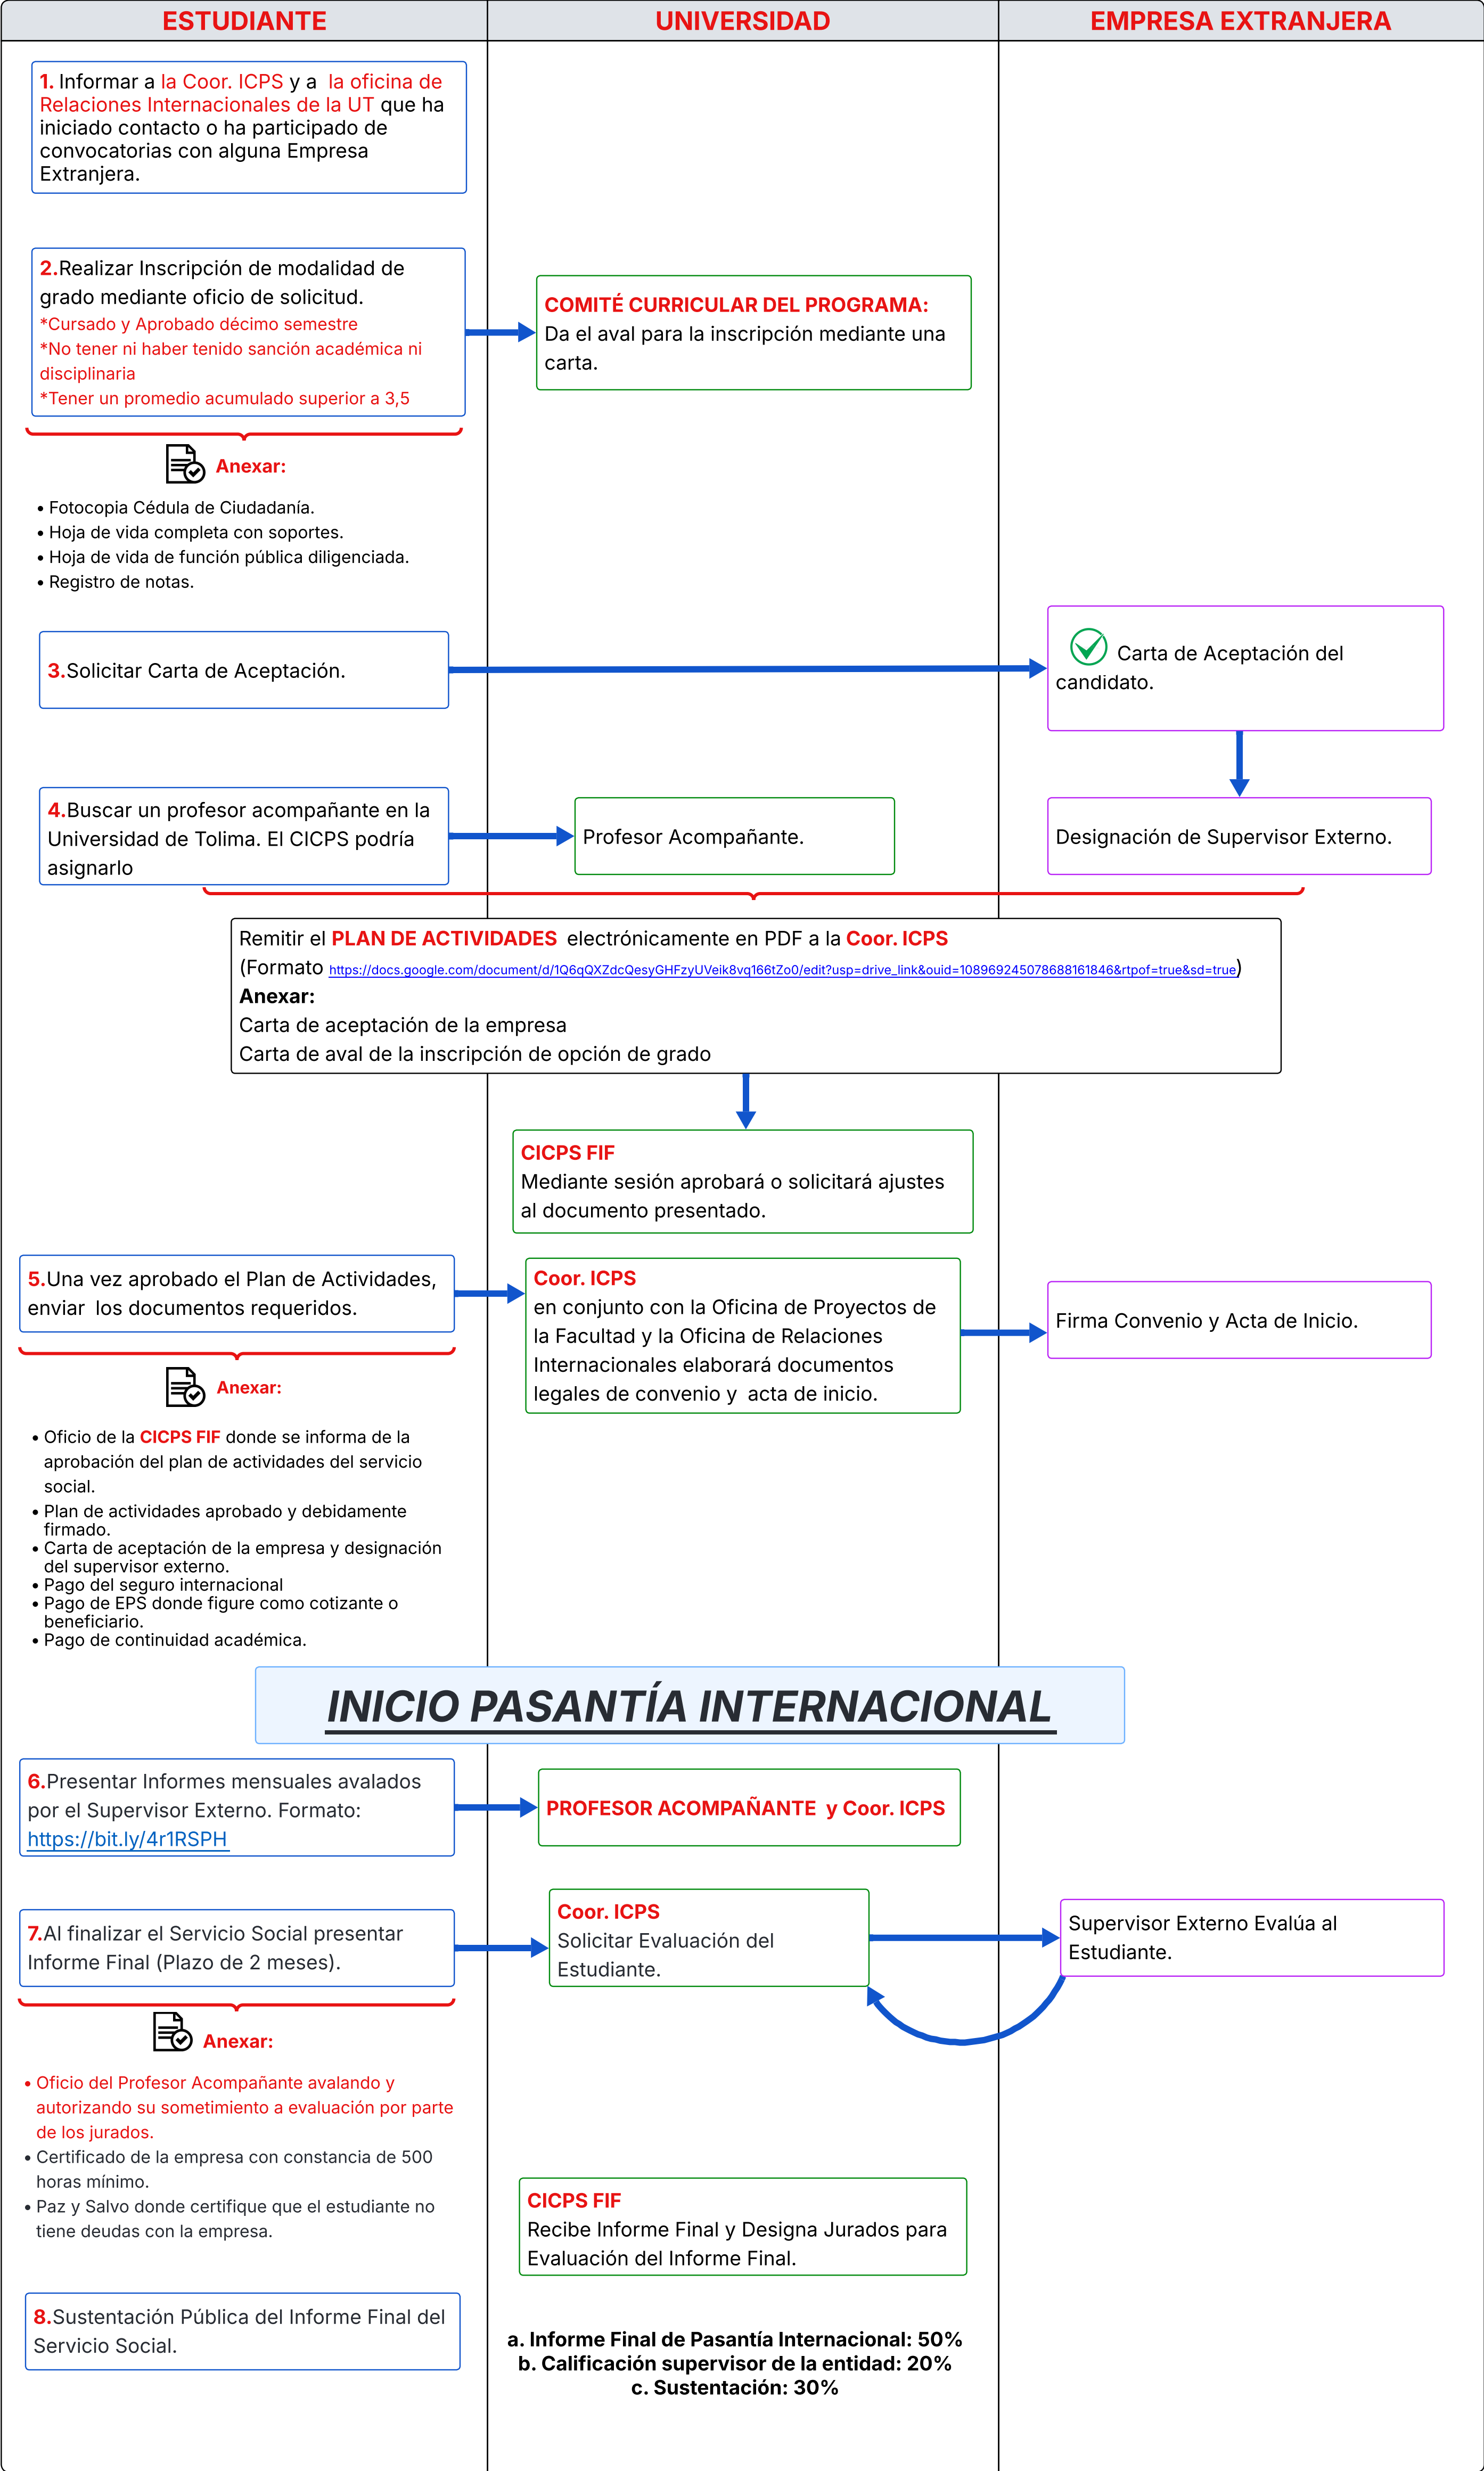 ESTUDIANTE
UNIVERSIDAD
EMPRESA EXTRANJERA
1. Informar a la Coor. ICPS y a la oficina de
Relaciones Internacionales de la UT que ha
iniciado contacto o ha participado de
convocatorias con alguna Empresa
Extranjera.
2.Realizar Inscripción de modalidad de
grado mediante oficio de solicitud.
*Cursado y Aprobado décimo semestre
*No tener ni haber tenido sanción académica ni
disciplinaria
*Tener un promedio acumulado superior a 3,5
COMITÉ CURRICULAR DEL PROGRAMA:
Da el aval para la inscripción mediante una
carta.
Anexar:
• Fotocopia Cédula de Ciudadanía.
• Hoja de vida completa con soportes.
• Hoja de vida de función pública diligenciada.
• Registro de notas.
3.Solicitar Carta de Aceptación.
Carta de Aceptación del
candidato.
4.Buscar un profesor acompañante en la
Universidad de Tolima. El CICPS podría
asignarlo
Profesor Acompañante.
Designación de Supervisor Externo.
Remitir el PLAN DE ACTIVIDADES electrónicamente en PDF a la Coor. ICPS
(Formato https://docs.google.com/document/d/1Q6qQXZdcQesyGHFzyUVeik8vq166tZo0/edit?usp=drive_link&ouid=108969245078688161846&rtpof=true&sd=true)
Anexar:
Carta de aceptación de la empresa
Carta de aval de la inscripción de opción de grado
CICPS FIF
Mediante sesión aprobará o solicitará ajustes
al documento presentado.
5.Una vez aprobado el Plan de Actividades,
enviar los documentos requeridos.
Coor. ICPS
en conjunto con la Oficina de Proyectos de
la Facultad y la Oficina de Relaciones
Internacionales elaborará documentos
legales de convenio y acta de inicio.
Firma Convenio y Acta de Inicio.
Anexar:
• Oficio de la CICPS FIF donde se informa de la
aprobación del plan de actividades del servicio
social.
• Plan de actividades aprobado y debidamente
firmado.
• Carta de aceptación de la empresa y designación
del supervisor externo.
• Pago del seguro internacional
• Pago de EPS donde figure como cotizante o
beneficiario.
• Pago de continuidad académica.
INICIO PASANTÍA INTERNACIONAL
6.Presentar Informes mensuales avalados
por el Supervisor Externo. Formato:
https://bit.ly/4r1RSPH
PROFESOR ACOMPAÑANTE y Coor. ICPS
7.Al finalizar el Servicio Social presentar
Informe Final (Plazo de 2 meses).
Coor. ICPS
Solicitar Evaluación del
Estudiante.
Supervisor Externo Evalúa al
Estudiante.
Anexar:
• Oficio del Profesor Acompañante avalando y
autorizando su sometimiento a evaluación por parte
de los jurados.
• Certificado de la empresa con constancia de 500
horas mínimo.
• Paz y Salvo donde certifique que el estudiante no
tiene deudas con la empresa.
CICPS FIF
Recibe Informe Final y Designa Jurados para
Evaluación del Informe Final.
8.Sustentación Pública del Informe Final del
Servicio Social.
a. Informe Final de Pasantía Internacional: 50%
b. Calificación supervisor de la entidad: 20%
c. Sustentación: 30%